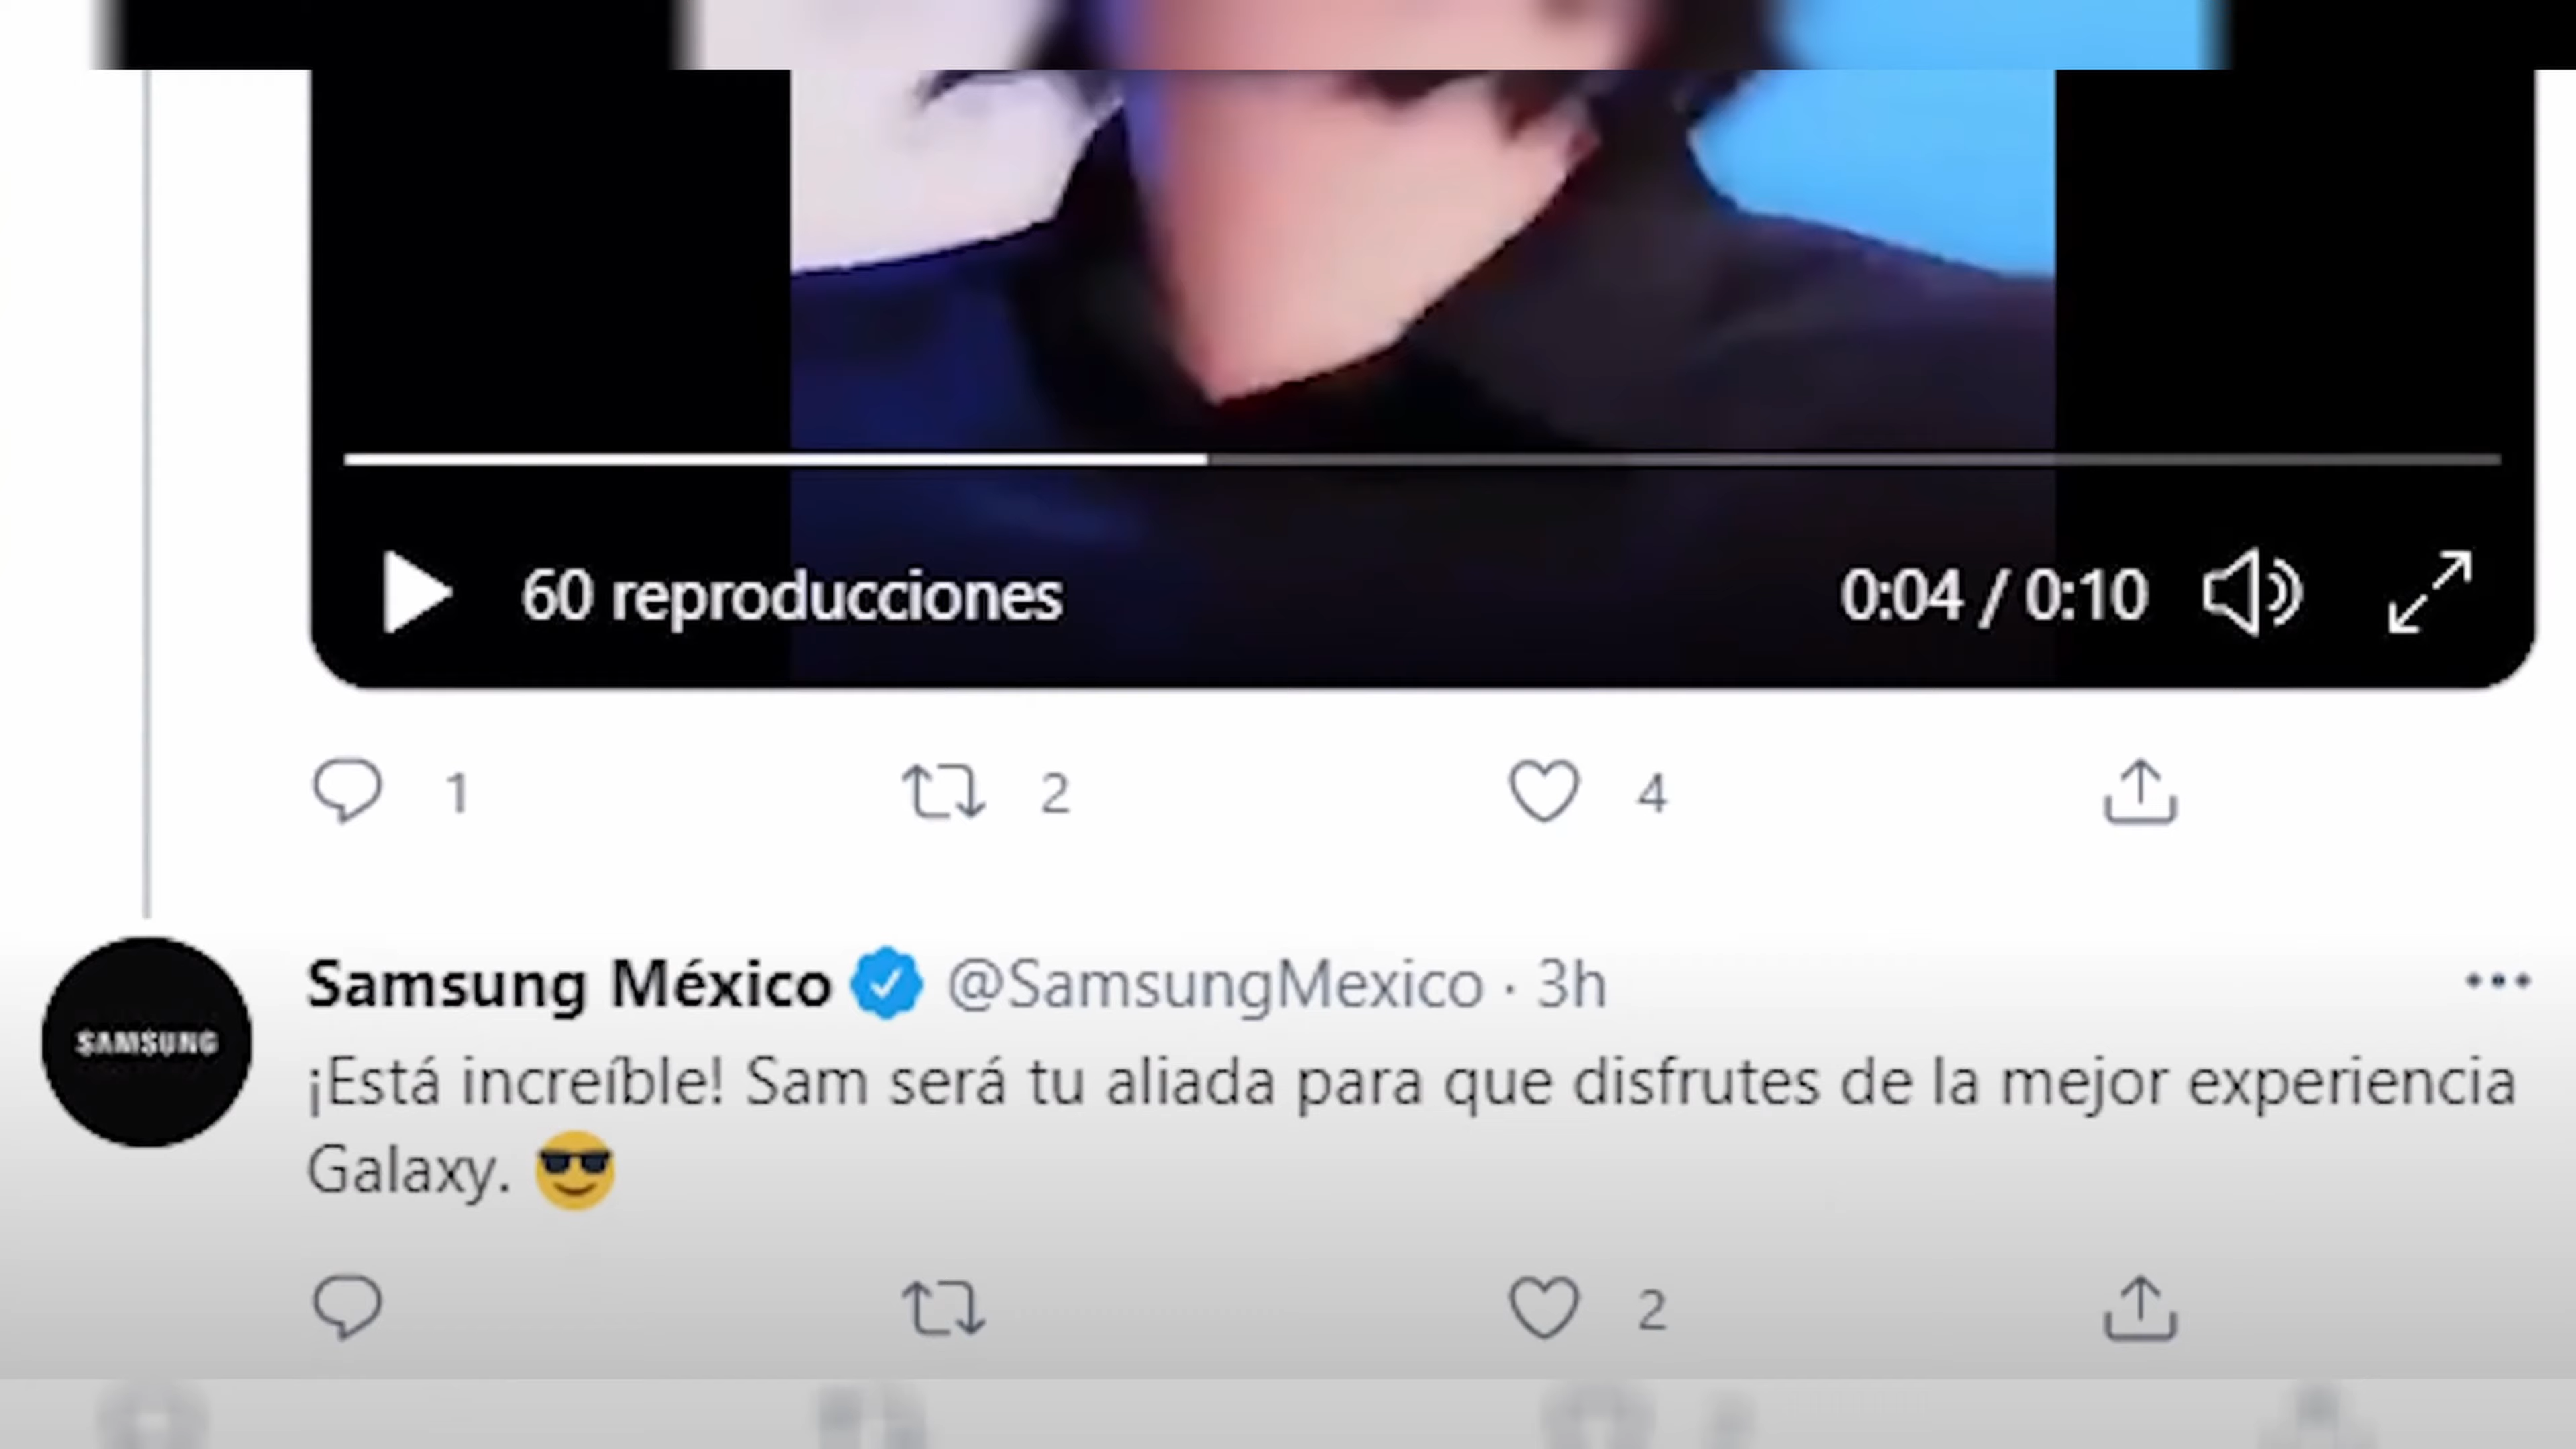 60 reproducciones
0:04 / 0:10
1
2
4
Samsung México @SamsungMexico · 3h
SAMSUNG
¡Está increíble! Sam será tu aliada para que disfrutes de la mejor experiencia
Galaxy. 😎
2